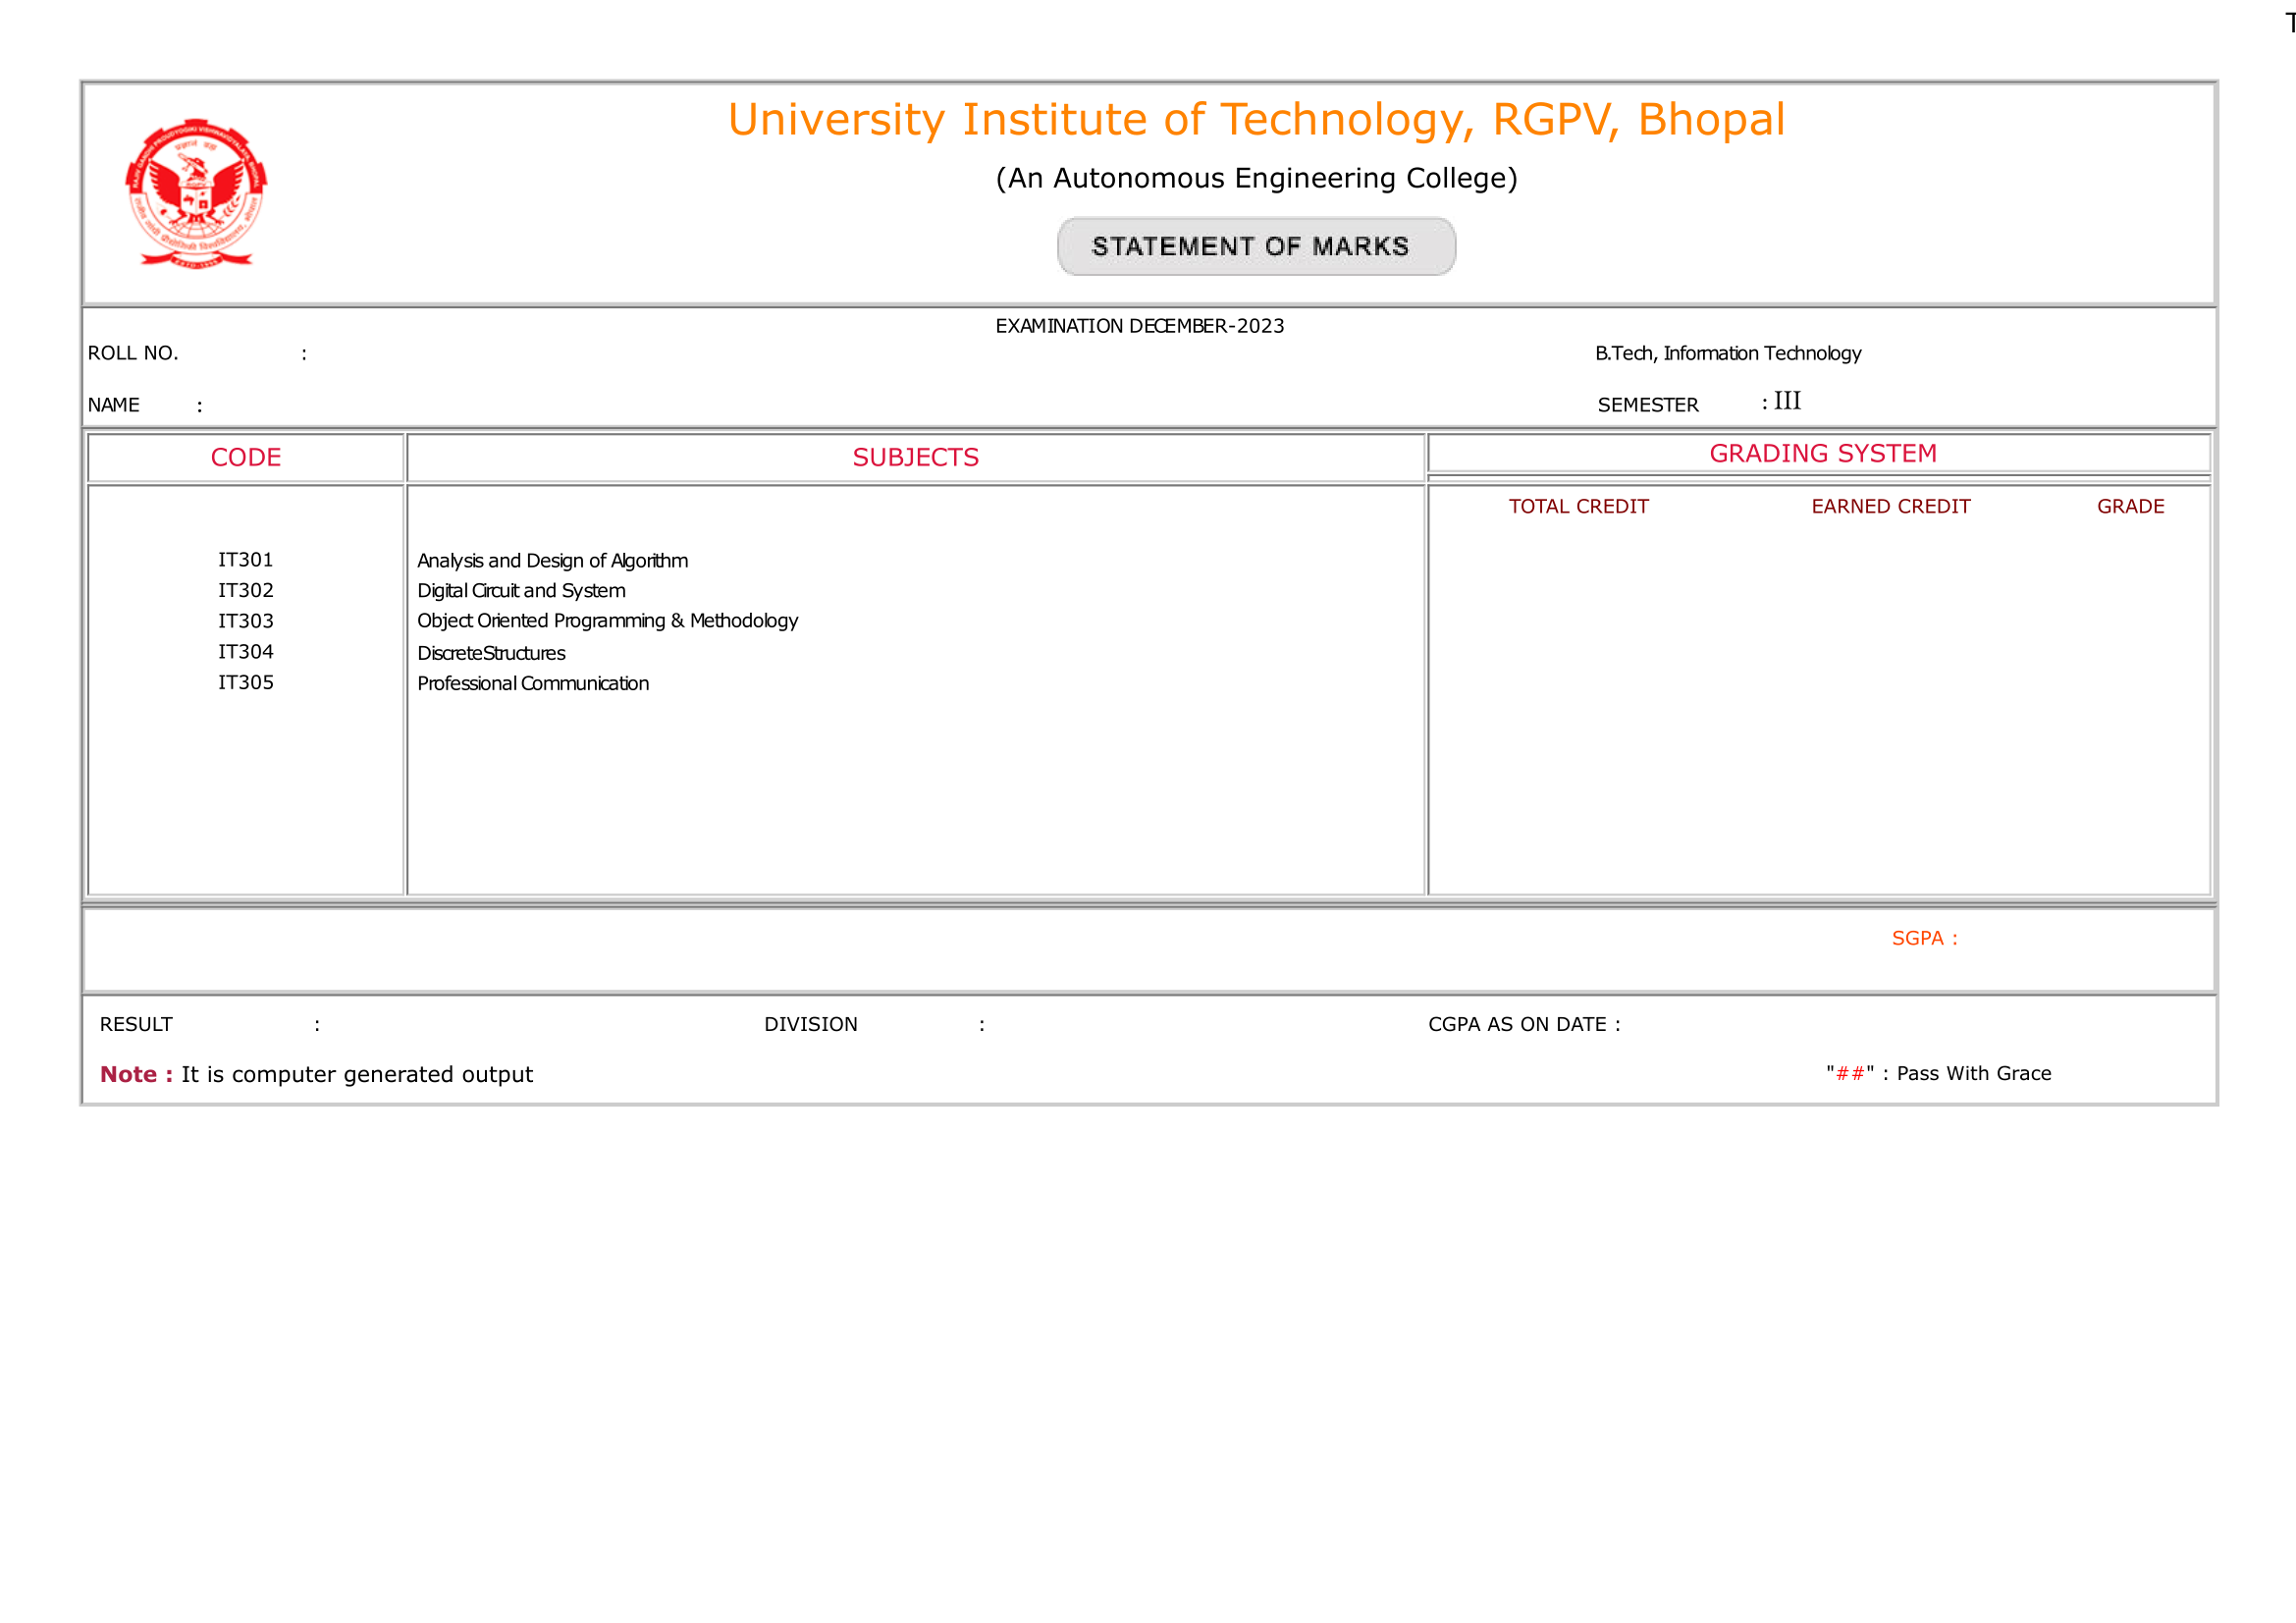 T
University Institute of Technology, RGPV, Bhopal
(An Autonomous Engineering College)
STATEMENT OF MARKS
EXAMINATION DECEMBER-2023
ROLL NO. : B.Tech, Information Technology
NAME : SEMESTER : III
CODE SUBJECTS GRADING SYSTEM
TOTAL CREDIT EARNED CREDIT GRADE
IT301 Analysis and Design of Algorithm
IT302 Digital Circuit and System
IT303 Object Oriented Programming & Methodology
IT304 DiscreteStructures
IT305 Professional Communication
SGPA :
RESULT : DIVISION : CGPA AS ON DATE :
Note : It is computer generated output "##" : Pass With Grace